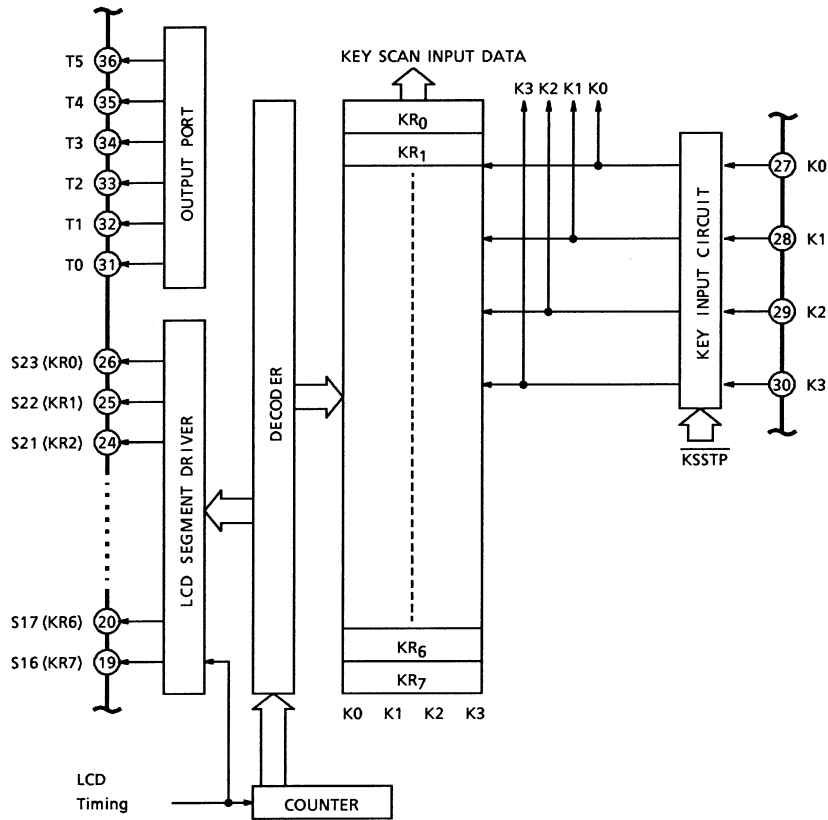 KEY SCAN INPUT DATA
K3 K2 K1 K0
T5 36
T4 35
T3 34
T2 33
T1 32
T0 31
OUTPUT PORT
S23 (KR0) 26
S22 (KR1) 25
S21 (KR2) 24
S17 (KR6) 20
S16 (KR7) 19
LCD SEGMENT DRIVER
DECODER
KR0
KR1
KR6
KR7
K0 K1 K2 K3
KEY INPUT CIRCUIT
27 K0
28 K1
29 K2
30 K3
KSSTP
LCD
Timing
COUNTER